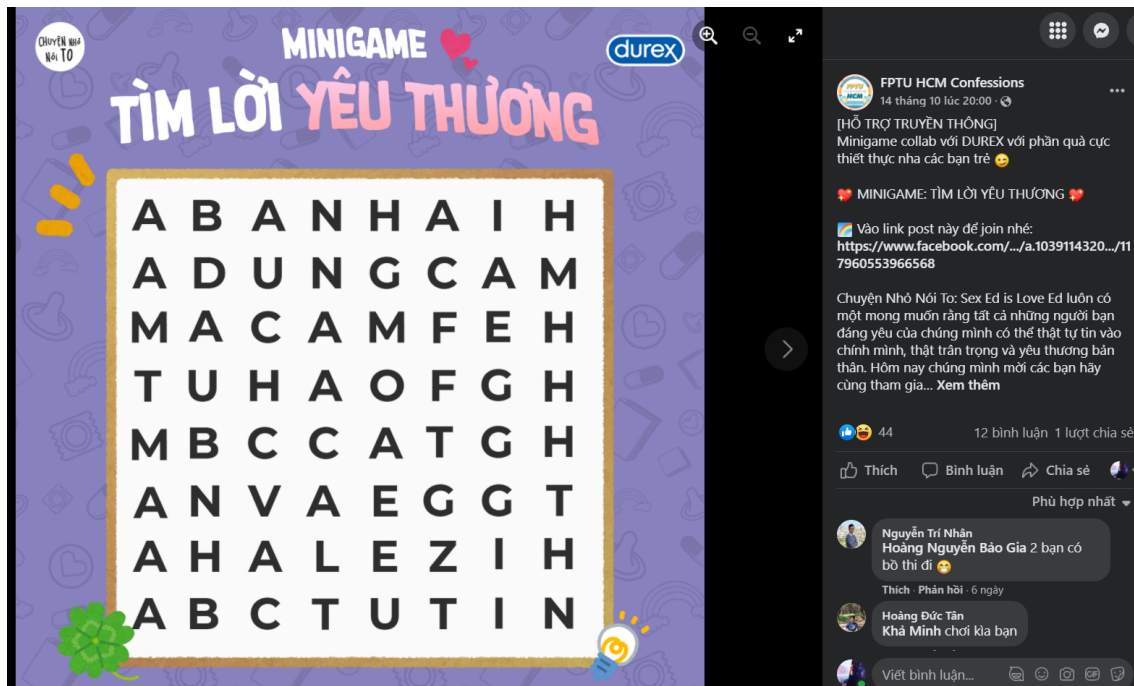 CHUYỆN NHỎ
NÓI TO
MINIGAME
durex
TÌM LỜI YÊU THƯƠNG
A B A N H A I H
A D U N G C A M
M A C A M F E H
T U H A O F G H
M B C C A T G H
A N V A E G G T
A H A L E Z I H
A B C T U T I N
FPTU HCM Confessions
14 tháng 10 lúc 20:00 ·
[HỖ TRỢ TRUYỀN THÔNG]
Minigame collab với DUREX với phần quà cực
thiết thực nha các bạn trẻ 😉
💖 MINIGAME: TÌM LỜI YÊU THƯƠNG 💖
🌈 Vào link post này để join nhé:
https://www.facebook.com/.../a.1039114320.../11
7960553966568
Chuyện Nhỏ Nói To: Sex Ed is Love Ed luôn có
một mong muốn rằng tất cả những người bạn
đáng yêu của chúng mình có thể thật tự tin vào
chính mình, thật trân trọng và yêu thương bản
thân. Hôm nay chúng mình mời các bạn hãy
cùng tham gia... Xem thêm
44
12 bình luận 1 lượt chia sẻ
Thích Bình luận Chia sẻ
Phù hợp nhất
Nguyễn Trí Nhân
Hoàng Nguyễn Bảo Gia 2 bạn có
bồ thi đi 😁
Thích · Phản hồi · 6 ngày
Hoàng Đức Tân
Khả Minh chơi kìa bạn
Viết bình luận...
GIF